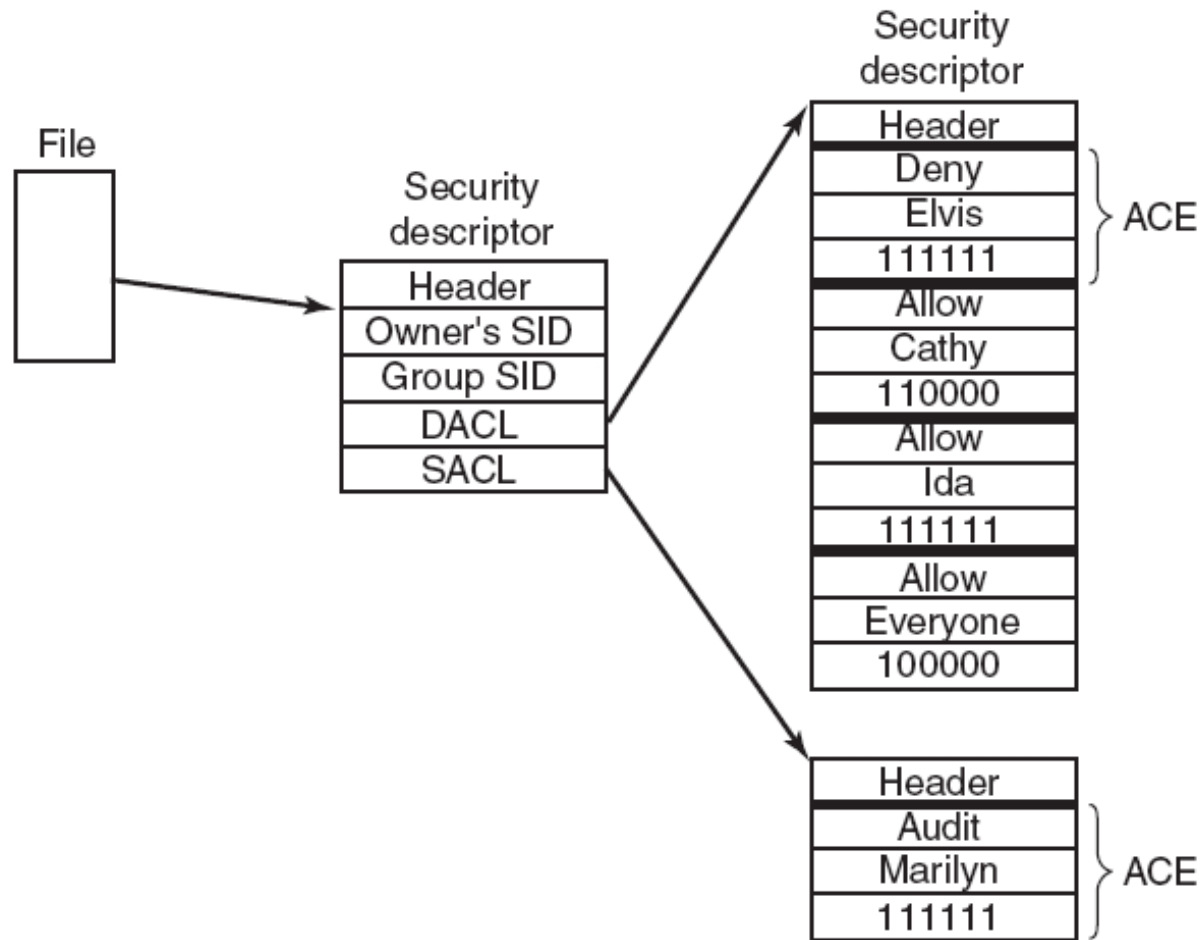 File
Security
descriptor
Header
Owner's SID
Group SID
DACL
SACL
Security
descriptor
Header
Deny
Elvis
111111
ACE
Allow
Cathy
110000
Allow
Ida
111111
Allow
Everyone
100000
Header
Audit
Marilyn
111111
ACE